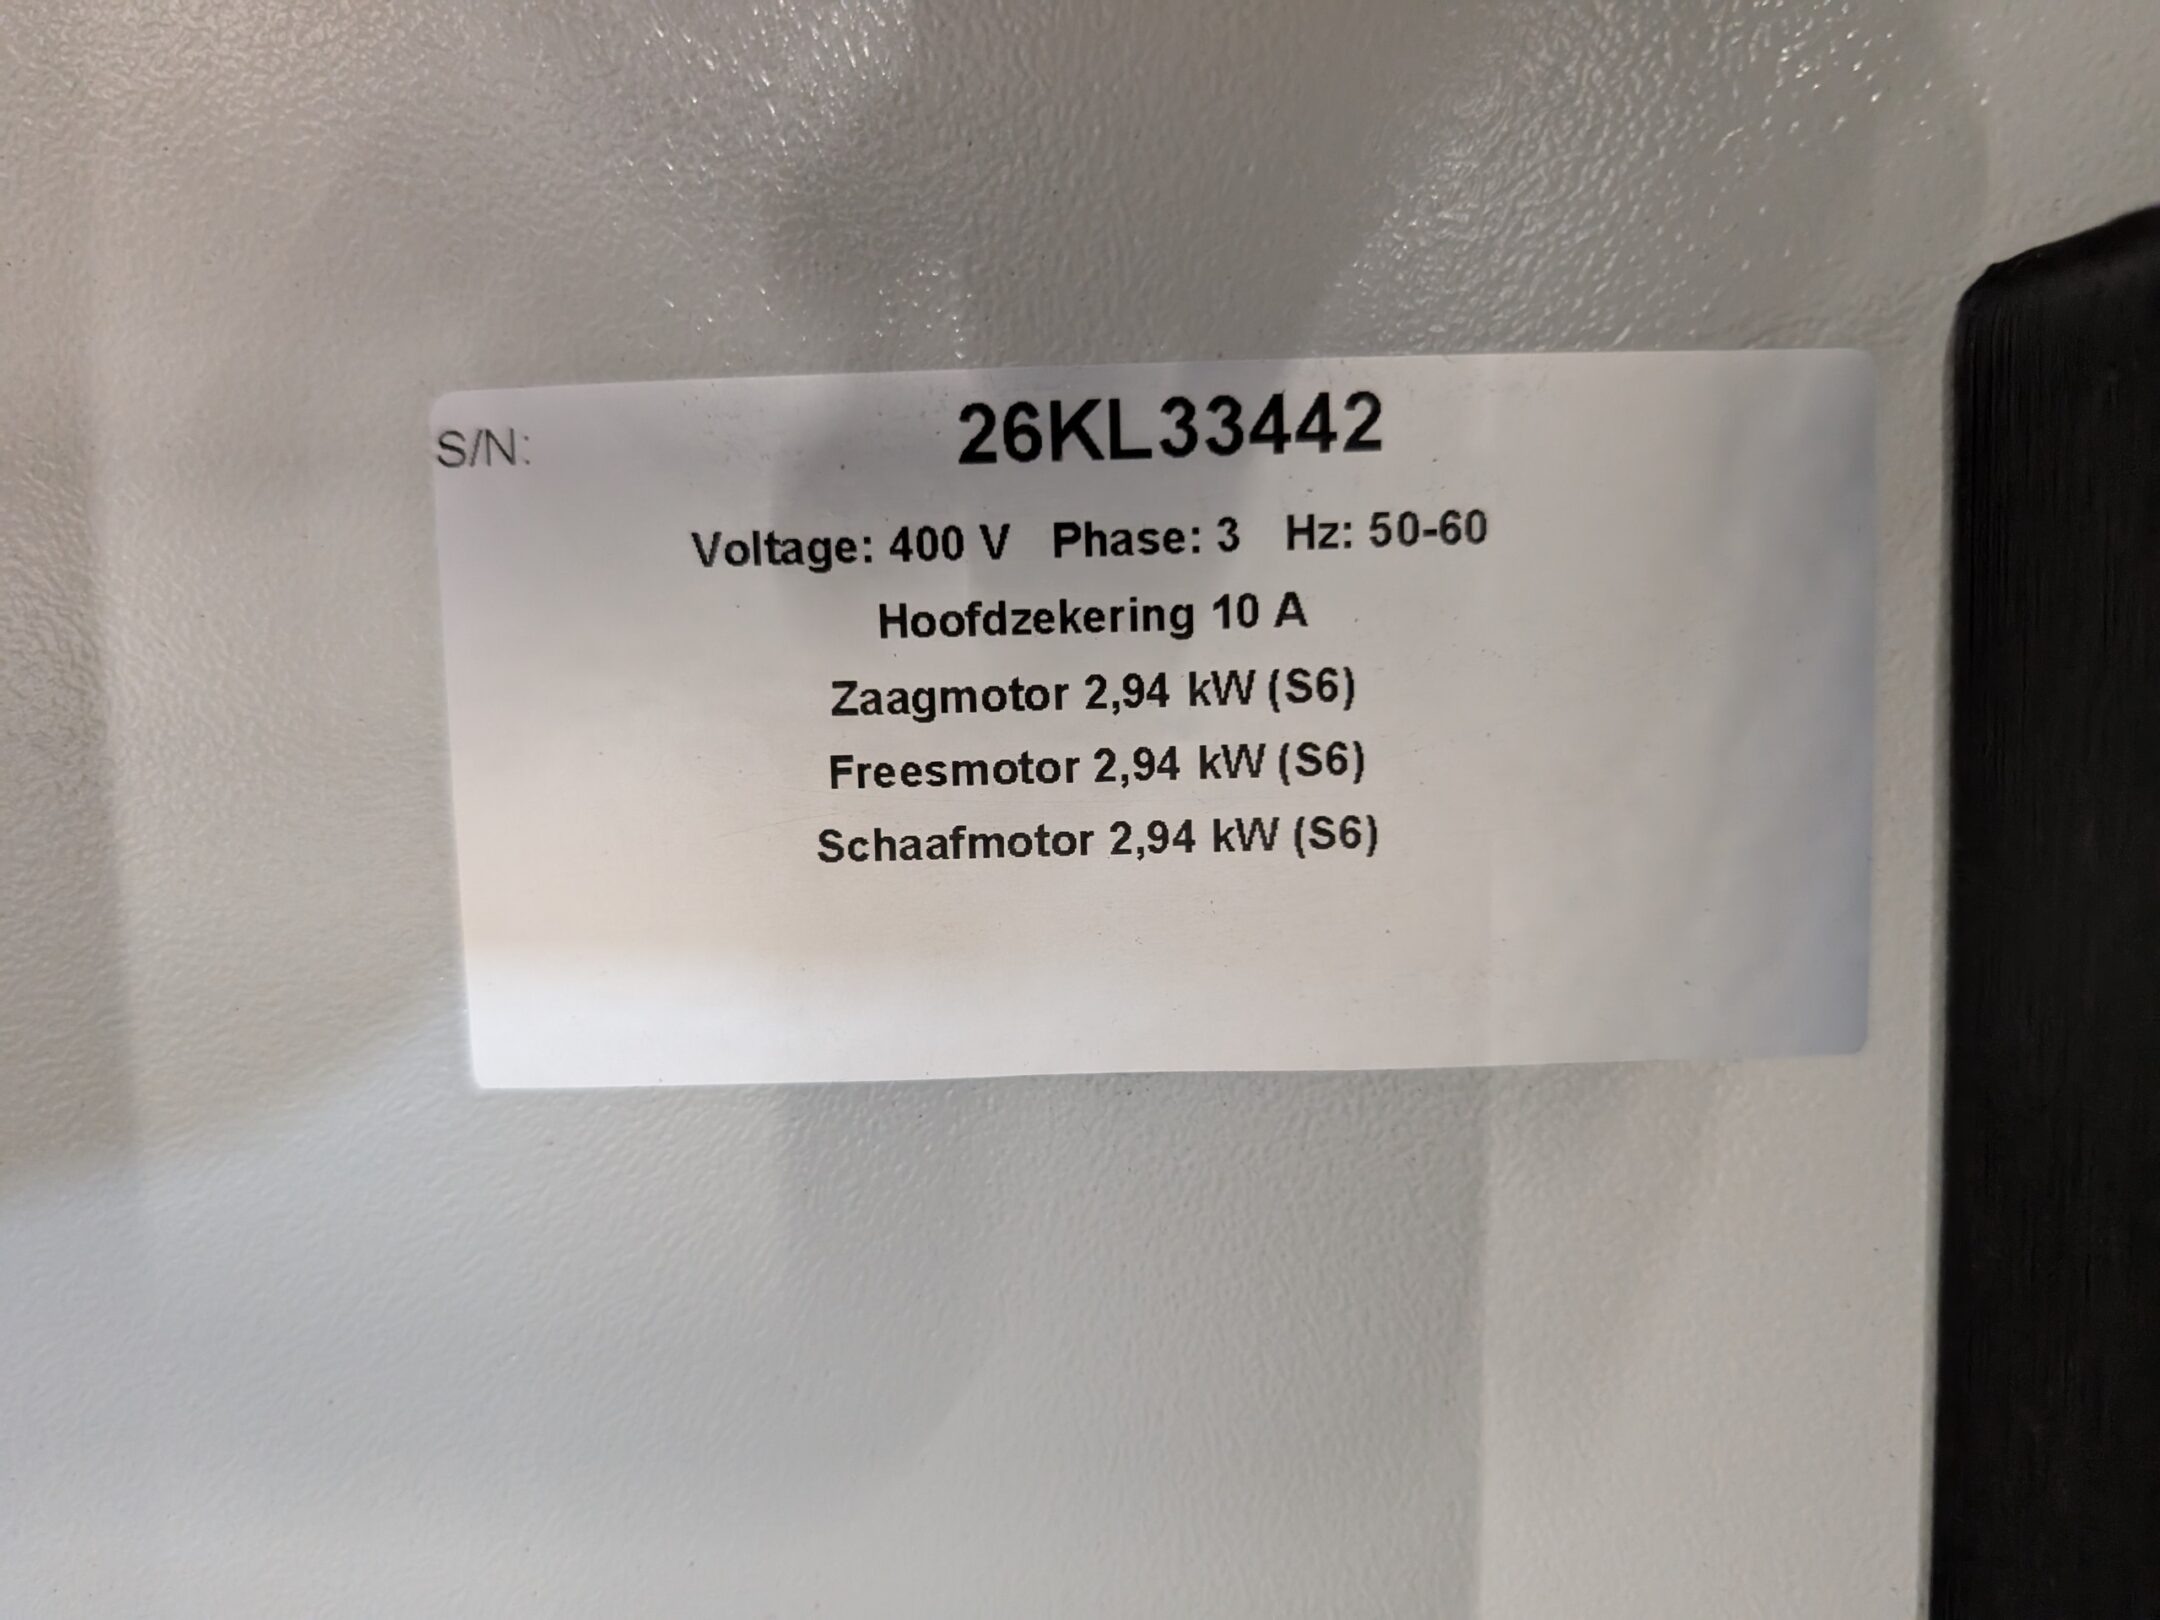 S/N: 26KL33442
Voltage: 400 V Phase: 3 Hz: 50-60
Hoofdzekering 10 A
Zaagmotor 2,94 kW (S6)
Freesmotor 2,94 kW (S6)
Schaafmotor 2,94 kW (S6)